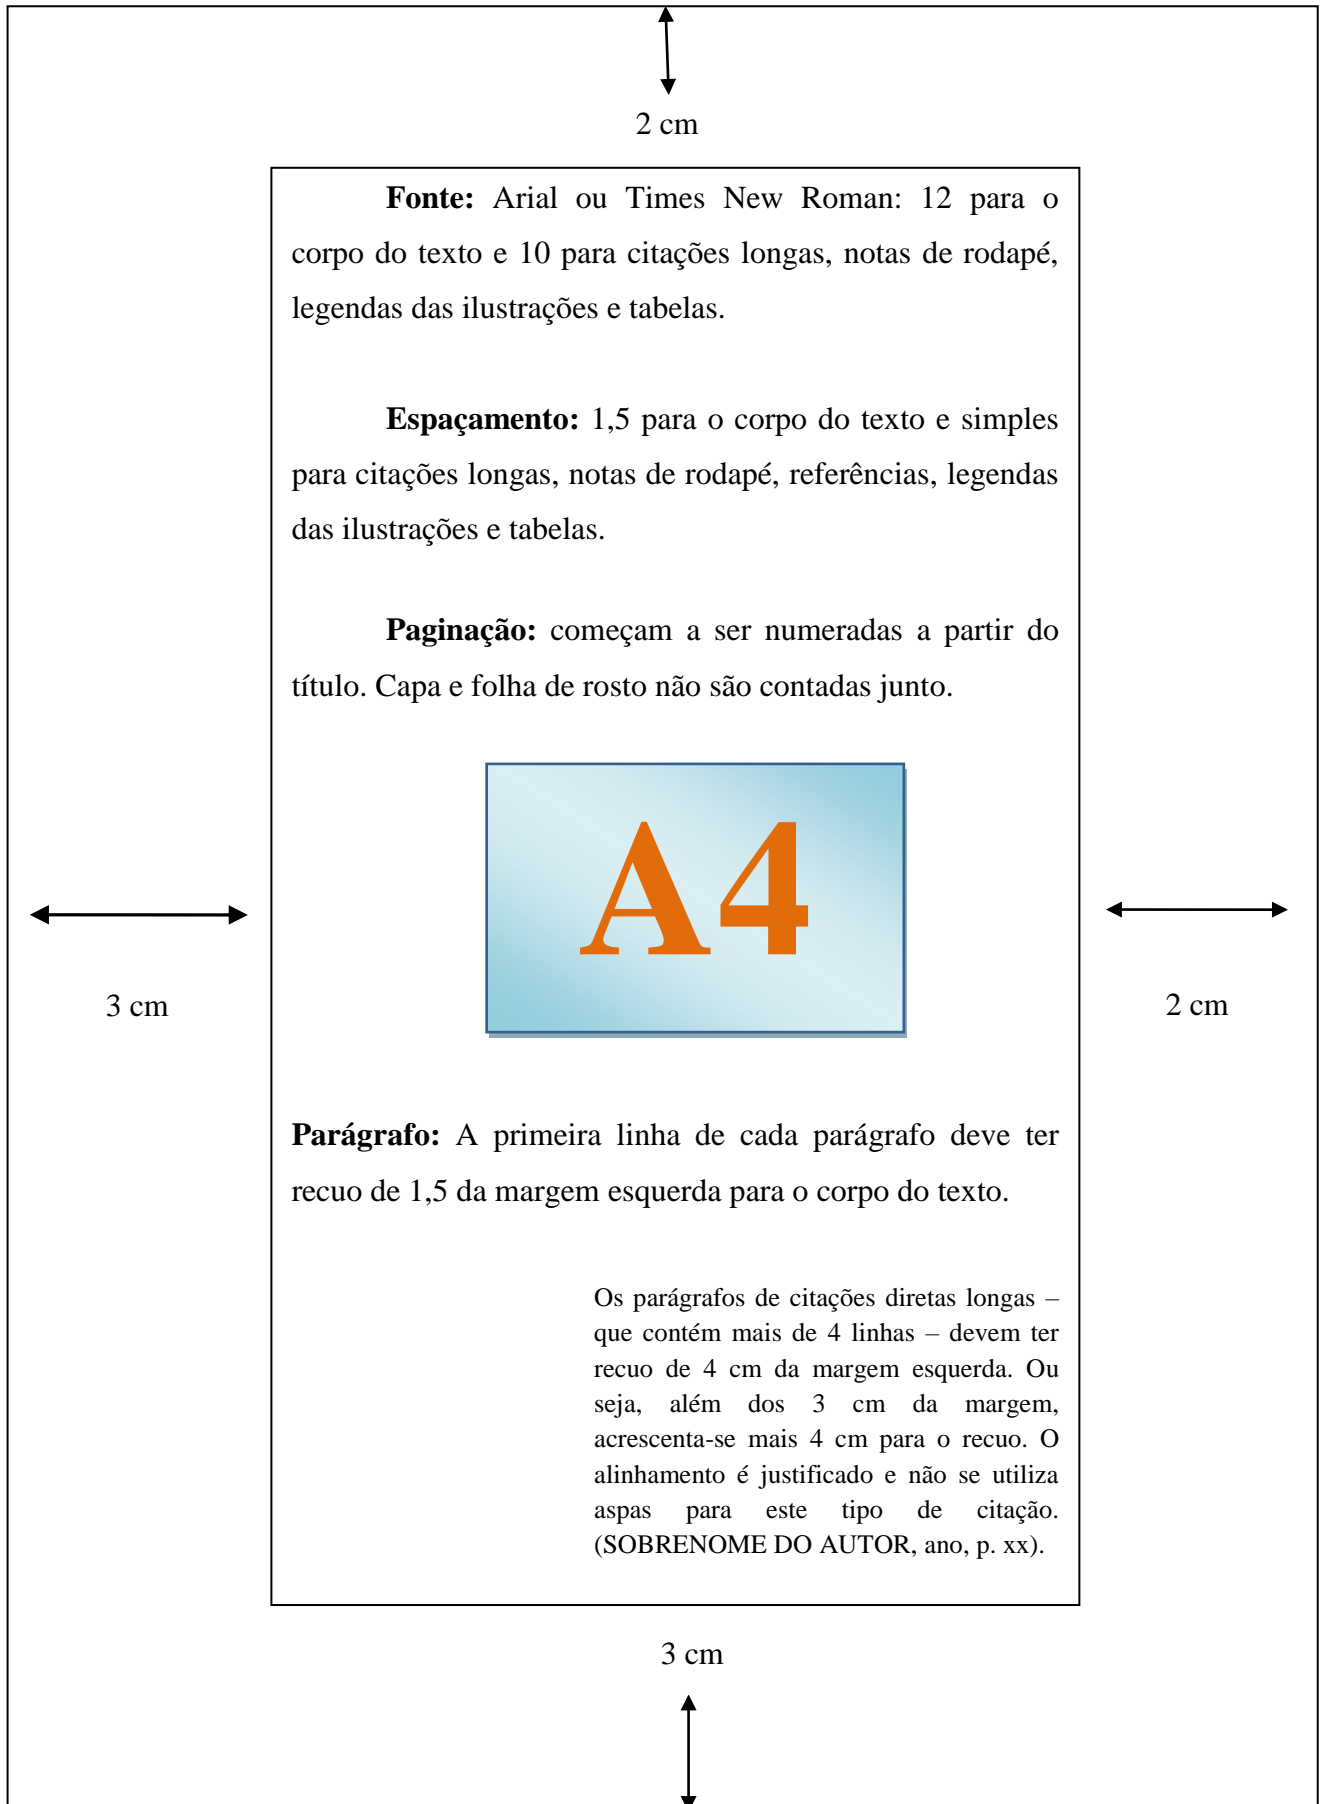 2 cm
Fonte: Arial ou Times New Roman: 12 para o
corpo do texto e 10 para citações longas, notas de rodapé,
legendas das ilustrações e tabelas.
Espaçamento: 1,5 para o corpo do texto e simples
para citações longas, notas de rodapé, referências, legendas
das ilustrações e tabelas.
Paginação: começam a ser numeradas a partir do
título. Capa e folha de rosto não são contadas junto.
A4
3 cm
2 cm
Parágrafo: A primeira linha de cada parágrafo deve ter
recuo de 1,5 da margem esquerda para o corpo do texto.
Os parágrafos de citações diretas longas –
que contém mais de 4 linhas – devem ter
recuo de 4 cm da margem esquerda. Ou
seja, além dos 3 cm da margem,
acrescenta-se mais 4 cm para o recuo. O
alinhamento é justificado e não se utiliza
aspas para este tipo de citação.
(SOBRENOME DO AUTOR, ano, p. xx).
3 cm